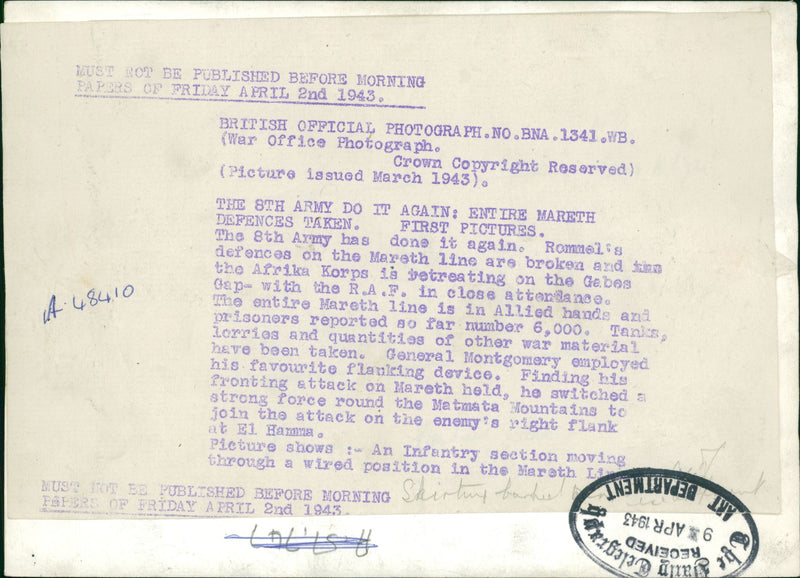 MUST NOT BE PUBLISHED BEFORE MORNING
PAPERS OF FRIDAY APRIL 2nd 1943.
BRITISH OFFICIAL PHOTOGRAPH.NO.BNA.1341.WB.
(War Office Photograph.
Crown Copyright Reserved)
(Picture issued March 1943).
THE 8TH ARMY DO IT AGAIN: ENTIRE MARETH
DEFENCES TAKEN. FIRST PICTURES.
The 8th Army has done it again. Rommel's
defences on the Mareth line are broken and
the Afrika Korps is retreating on the Gabes
Gap- with the R.A.F. in close attendance.
The entire Mareth line is in Allied hands and
prisoners reported so far number 6,000. Tanks,
lorries and quantities of other war material
have been taken. General Montgomery employed
his favourite flanking device. Finding his
fronting attack on Mareth held, he switched a
strong force round the Matmata Mountains to
join the attack on the enemy's right flank
at El Hamma.
Picture shows :- An Infantry section moving
through a wired position in the Mareth Line
A. 48410
MUST NOT BE PUBLISHED BEFORE MORNING
PAPERS OF FRIDAY APRIL 2nd 1943.
Skirting barbed
The Daily Telegraph
RECEIVED
APR 1943
ART DEPARTMENT